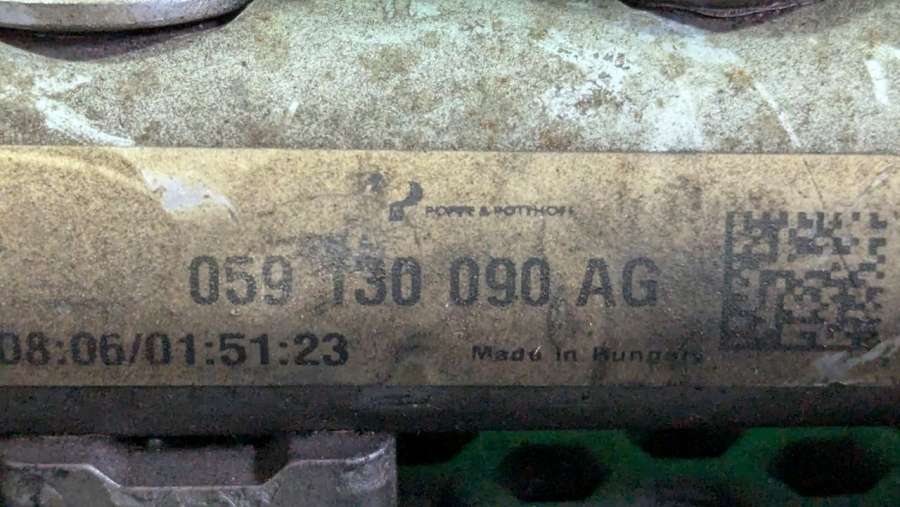 POPPE & POTTHOFF
059 130 090 AG
08:06/01:51:23
Made in Hungary